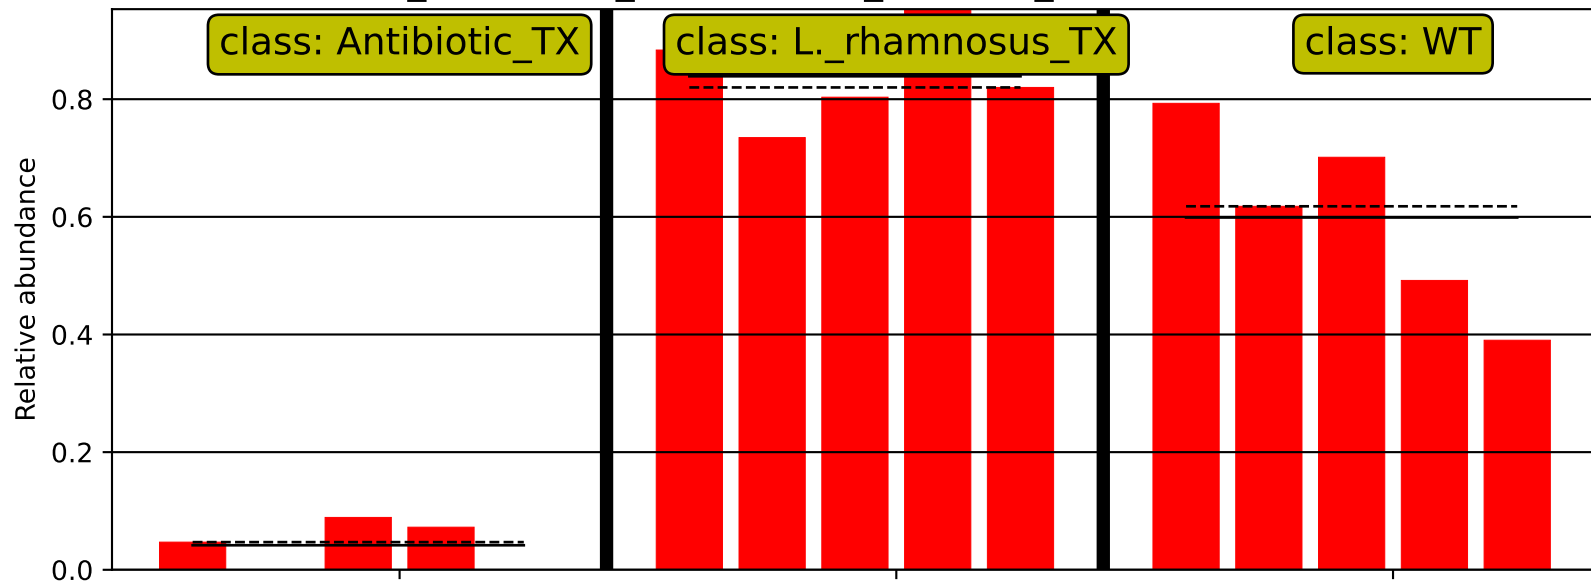 class: Antibiotic_TX
class: L._rhamnosus_TX
class: WT
Relative abundance
0.8
0.6
0.4
0.2
0.0